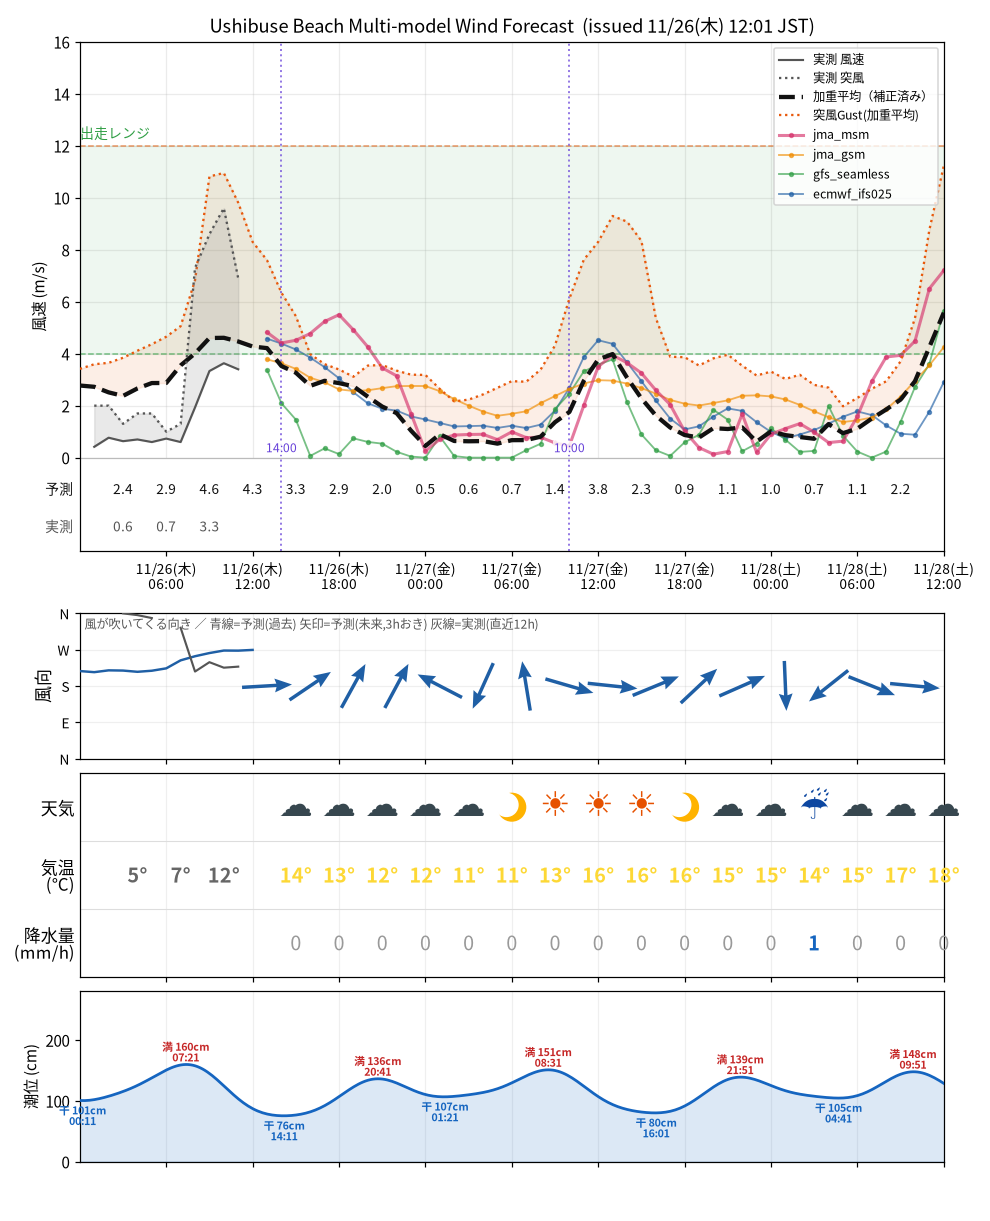 Ushibuse Beach Multi-model Wind Forecast (issued 11/26(木) 12:01 JST)
16
14
12
10
8
6
4
2
0
風速 (m/s)
出走レンジ
実測 風速
実測 突風
加重平均（補正済み）
突風Gust(加重平均)
jma_msm
jma_gsm
gfs_seamless
ecmwf_ifs025
14:00
10:00
予測 2.4 2.9 4.6 4.3 3.3 2.9 2.0 0.5 0.6 0.7 1.4 3.8 2.3 0.9 1.1 1.0 0.7 1.1 2.2
実測 0.6 0.7 3.3
11/26(木) 11/26(木) 11/26(木) 11/27(金) 11/27(金) 11/27(金) 11/27(金) 11/28(土) 11/28(土) 11/28(土)
06:00 12:00 18:00 00:00 06:00 12:00 18:00 00:00 06:00 12:00
風向
N
W
S
E
N
風が吹いてくる向き ／ 青線=予測(過去) 矢印=予測(未来,3hおき) 灰線=実測(直近12h)
天気
気温
(℃)
5° 7° 12° 14° 13° 12° 12° 11° 11° 13° 16° 16° 16° 15° 15° 14° 15° 17° 18°
降水量
(mm/h)
0 0 0 0 0 0 0 0 0 0 0 0 1 0 0 0
潮位 (cm)
200
100
0
干 101cm
00:11
満 160cm
07:21
干 76cm
14:11
満 136cm
20:41
干 107cm
01:21
満 151cm
08:31
干 80cm
16:01
満 139cm
21:51
干 105cm
04:41
満 148cm
09:51